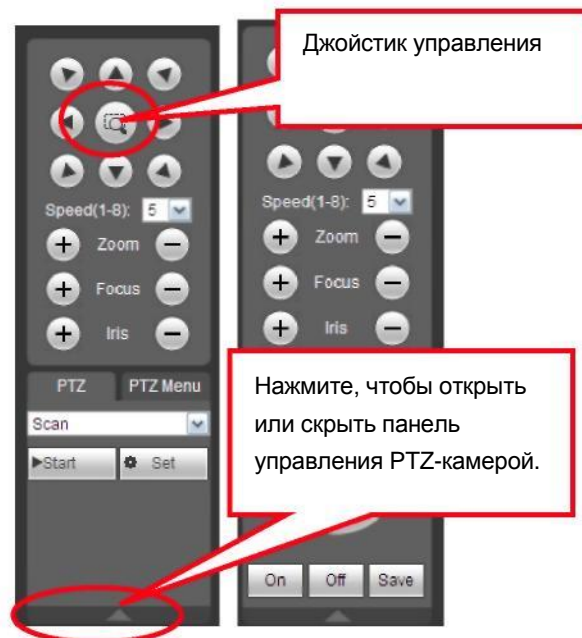 Джойстик управления
Speed(1-8): 5
Zoom
Focus
Iris
PTZ PTZ Menu
Scan
Start Set
Speed(1-8): 5
Zoom
Focus
Iris
Нажмите, чтобы открыть
или скрыть панель
управления PTZ-камерой.
On Off Save